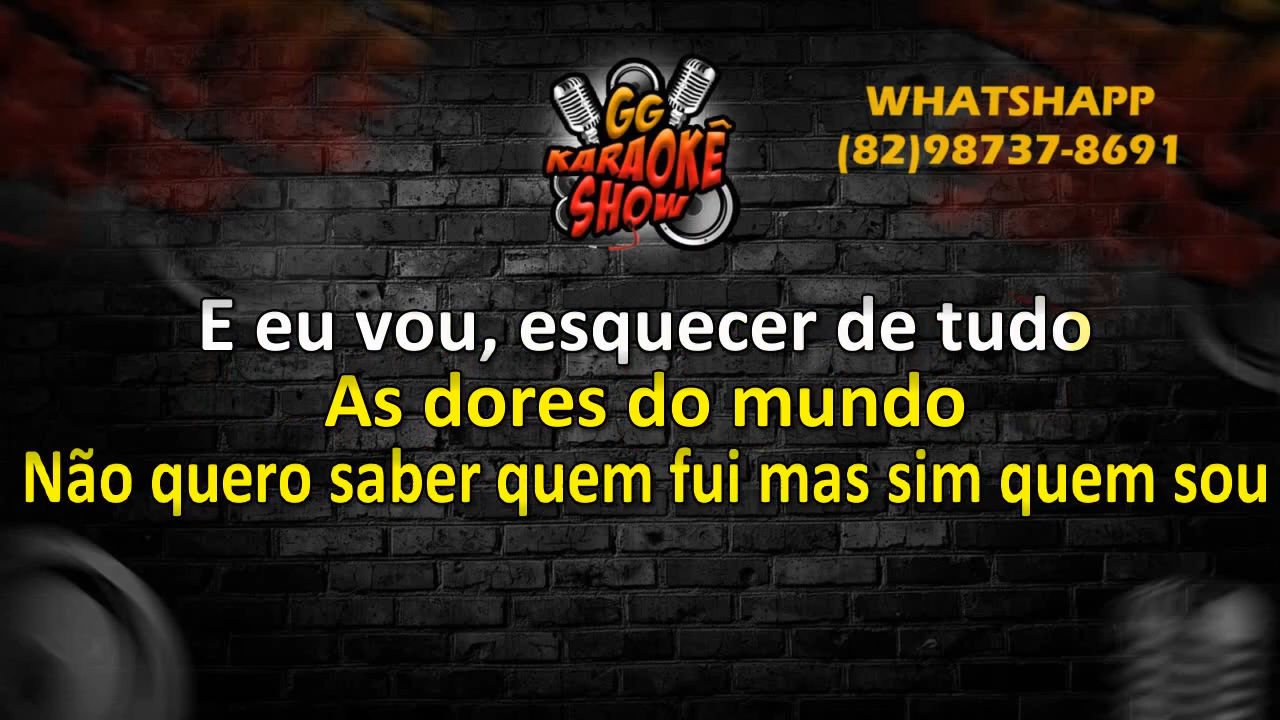 GG
KARAOKÊ
SHOW
WHATSHAPP
(82)98737-8691
E eu vou, esquecer de tudo
As dores do mundo
Não quero saber quem fui mas sim quem sou